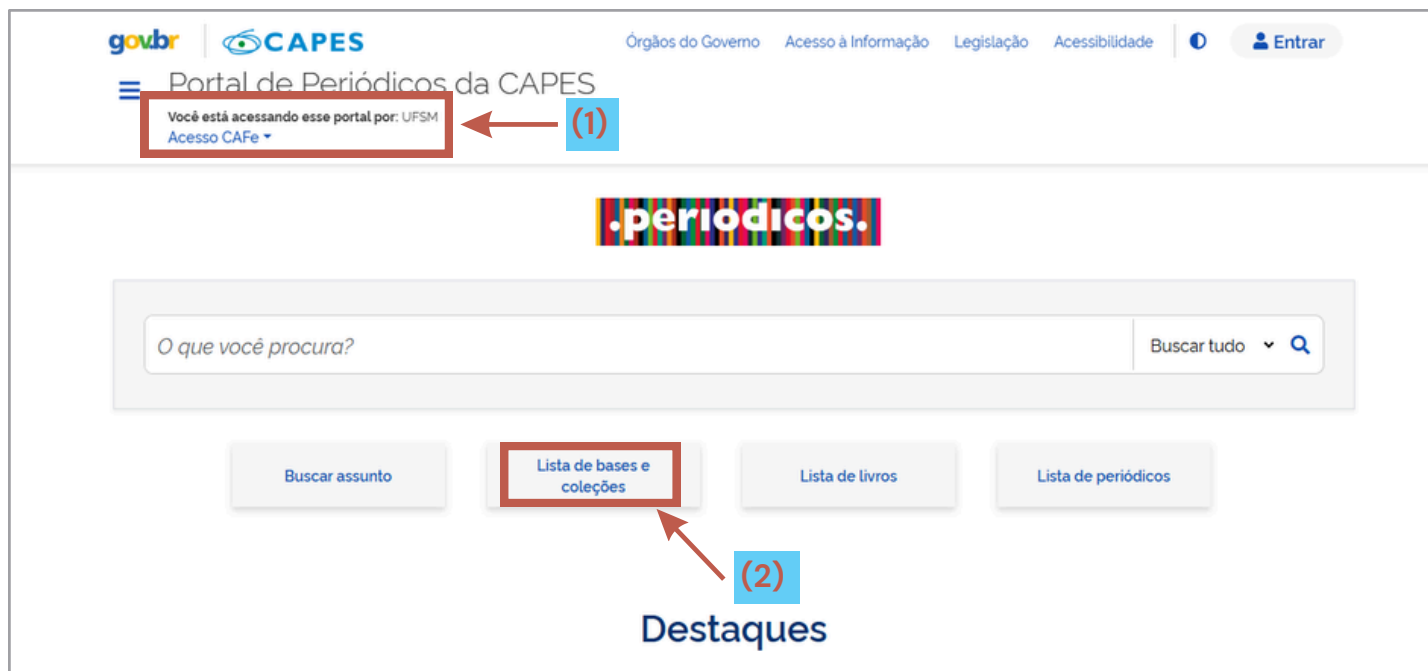 gov.br CAPES Órgãos do Governo Acesso à Informação Legislação Acessibilidade Entrar
Portal de Periódicos da CAPES
Você está acessando esse portal por: UFSM
Acesso CAFe
(1)
.periodicos.
O que você procura? Buscar tudo
Buscar assunto
Lista de bases e
coleções
Lista de livros
Lista de periódicos
(2)
Destaques